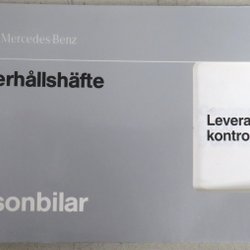 Mercedes-Benz
erhållshäfte
Levera
kontro
sonbilar